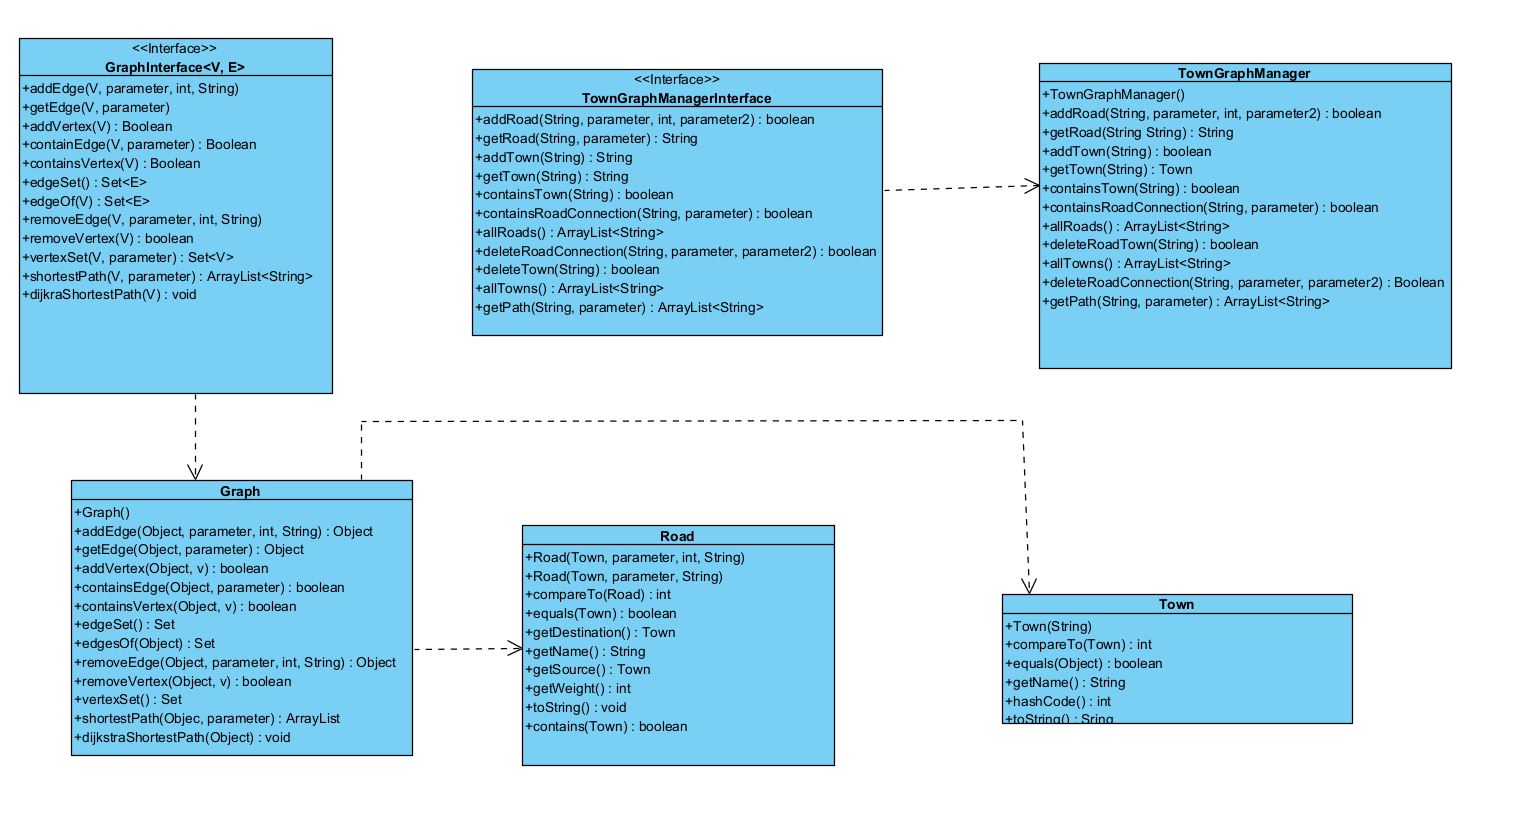 <<Interface>>
GraphInterface<V, E>
+addEdge(V, parameter, int, String)
+getEdge(V, parameter)
+addVertex(V) : Boolean
+containEdge(V, parameter) : Boolean
+containsVertex(V) : Boolean
+edgeSet() : Set<E>
+edgeOf(V) : Set<E>
+removeEdge(V, parameter, int, String)
+removeVertex(V) : boolean
+vertexSet(V, parameter) : Set<V>
+shortestPath(V, parameter) : ArrayList<String>
+dijkraShortestPath(V) : void
<<Interface>>
TownGraphManagerInterface
+addRoad(String, parameter, int, parameter2) : boolean
+getRoad(String, parameter) : String
+addTown(String) : String
+getTown(String) : String
+containsTown(String) : boolean
+containsRoadConnection(String, parameter) : boolean
+allRoads() : ArrayList<String>
+deleteRoadConnection(String, parameter, parameter2) : boolean
+deleteTown(String) : boolean
+allTowns() : ArrayList<String>
+getPath(String, parameter) : ArrayList<String>
TownGraphManager
+TownGraphManager()
+addRoad(String, parameter, int, parameter2) : boolean
+getRoad(String String) : String
+addTown(String) : boolean
+getTown(String) : Town
+containsTown(String) : boolean
+containsRoadConnection(String, parameter) : boolean
+allRoads() : ArrayList<String>
+deleteRoadTown(String) : boolean
+allTowns() : ArrayList<String>
+deleteRoadConnection(String, parameter, parameter2) : Boolean
+getPath(String, parameter) : ArrayList<String>
Graph
+Graph()
+addEdge(Object, parameter, int, String) : Object
+getEdge(Object, parameter) : Object
+addVertex(Object, v) : boolean
+containsEdge(Object, parameter) : boolean
+containsVertex(Object, v) : boolean
+edgeSet() : Set
+edgesOf(Object) : Set
+removeEdge(Object, parameter, int, String) : Object
+removeVertex(Object, v) : boolean
+vertexSet() : Set
+shortestPath(Objec, parameter) : ArrayList
+dijkstraShortestPath(Object) : void
Road
+Road(Town, parameter, int, String)
+Road(Town, parameter, String)
+compareTo(Road) : int
+equals(Town) : boolean
+getDestination() : Town
+getName() : String
+getSource() : Town
+getWeight() : int
+toString() : void
+contains(Town) : boolean
Town
+Town(String)
+compareTo(Town) : int
+equals(Object) : boolean
+getName() : String
+hashCode() : int
+toString() : Sring